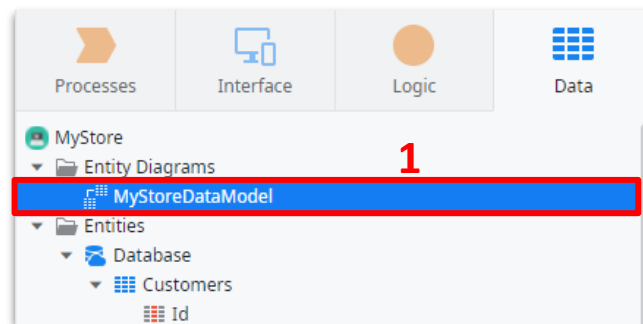 Processes Interface Logic Data
MyStore
Entity Diagrams
1
MyStoreDataModel
Entities
Database
Customers
Id